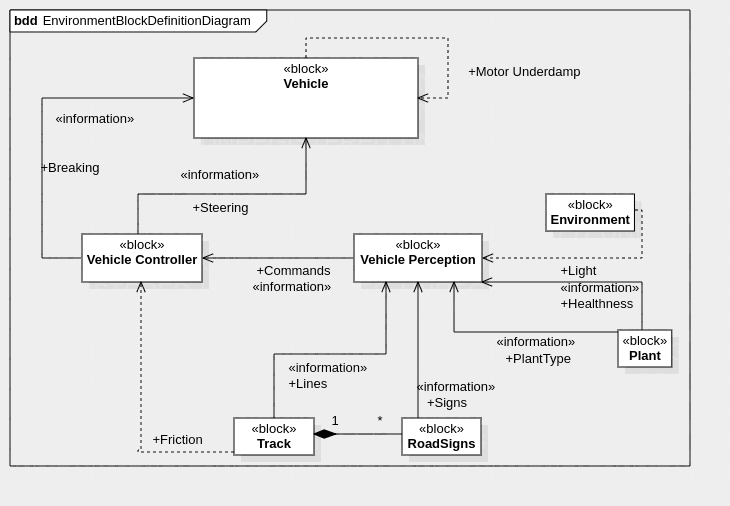 bdd EnvironmentBlockDefinitionDiagram
«block»
Vehicle
+Motor Underdamp
«information»
+Breaking
«information»
+Steering
«block»
Environment
«block»
Vehicle Controller
«block»
Vehicle Perception
+Commands
«information»
+Light
«information»
+Healthness
«information»
+PlantType
«block»
Plant
«information»
+Lines
«information»
+Signs
+Friction
«block»
Track
1
*
«block»
RoadSigns